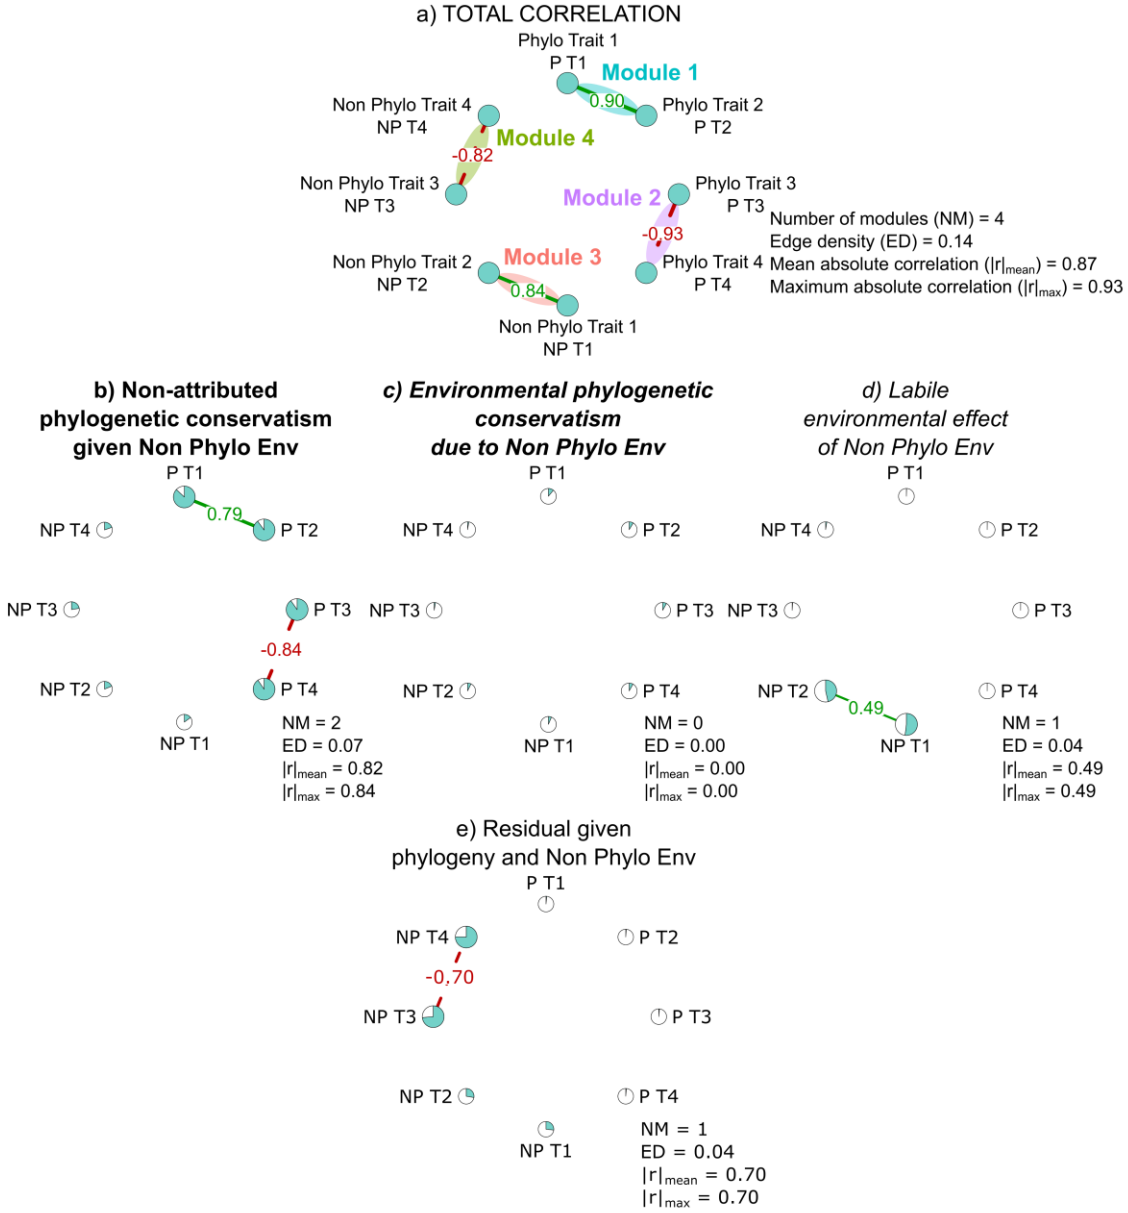 a) TOTAL CORRELATION
Phylo Trait 1
P T1
Module 1
0.90
Phylo Trait 2
P T2
Non Phylo Trait 4
NP T4
Module 4
-0.82
Non Phylo Trait 3
NP T3
Module 2
Phylo Trait 3
P T3
-0.93
Phylo Trait 4
P T4
Non Phylo Trait 2
NP T2
Module 3
0.84
Non Phylo Trait 1
NP T1
Number of modules (NM) = 4
Edge density (ED) = 0.14
Mean absolute correlation (|r|mean) = 0.87
Maximum absolute correlation (|r|max) = 0.93
b) Non-attributed
phylogenetic conservatism
given Non Phylo Env
P T1
0.79
NP T4
P T2
NP T3
P T3
-0.84
NP T2
P T4
NP T1
NM = 2
ED = 0.07
|r|mean = 0.82
|r|max = 0.84
c) Environmental phylogenetic
conservatism
due to Non Phylo Env
P T1
NP T4
P T2
NP T3
P T3
NP T2
P T4
NP T1
NM = 0
ED = 0.00
|r|mean = 0.00
|r|max = 0.00
d) Labile
environmental effect
of Non Phylo Env
P T1
NP T4
P T2
NP T3
P T3
NP T2
0.49
P T4
NP T1
NM = 1
ED = 0.04
|r|mean = 0.49
|r|max = 0.49
e) Residual given
phylogeny and Non Phylo Env
P T1
NP T4
P T2
-0,70
NP T3
P T3
NP T2
P T4
NP T1
NM = 1
ED = 0.04
|r|mean = 0.70
|r|max = 0.70